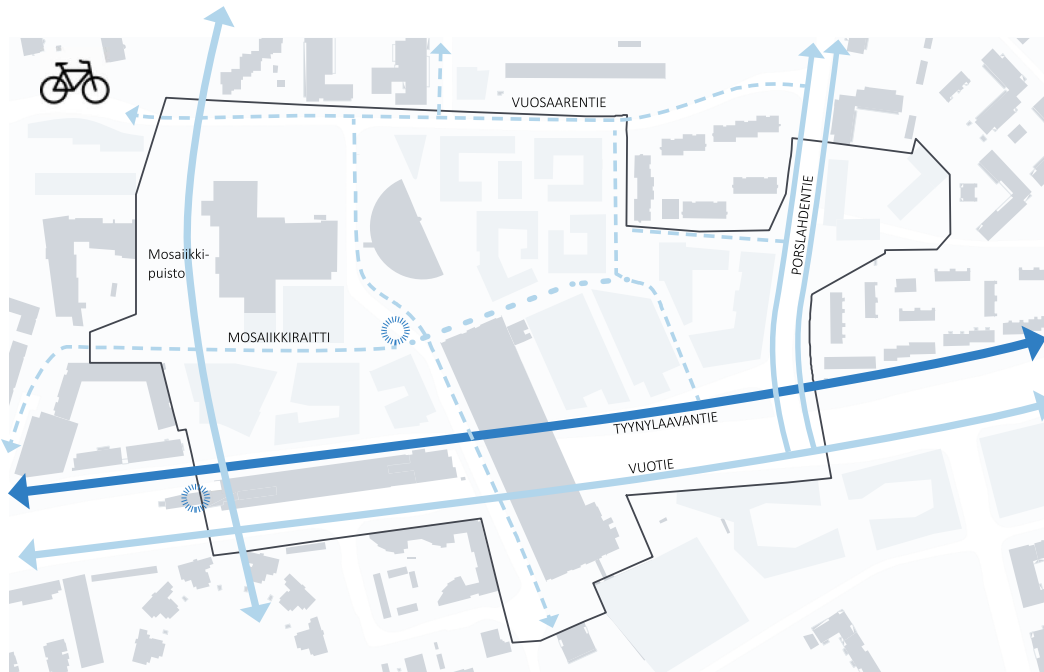 VUOSAARENTIE
PORSLAHDENTIE
Mosaiikki-
puisto
MOSAIIKKIRAITTI
TYYNYLAAVANTIE
VUOTIE